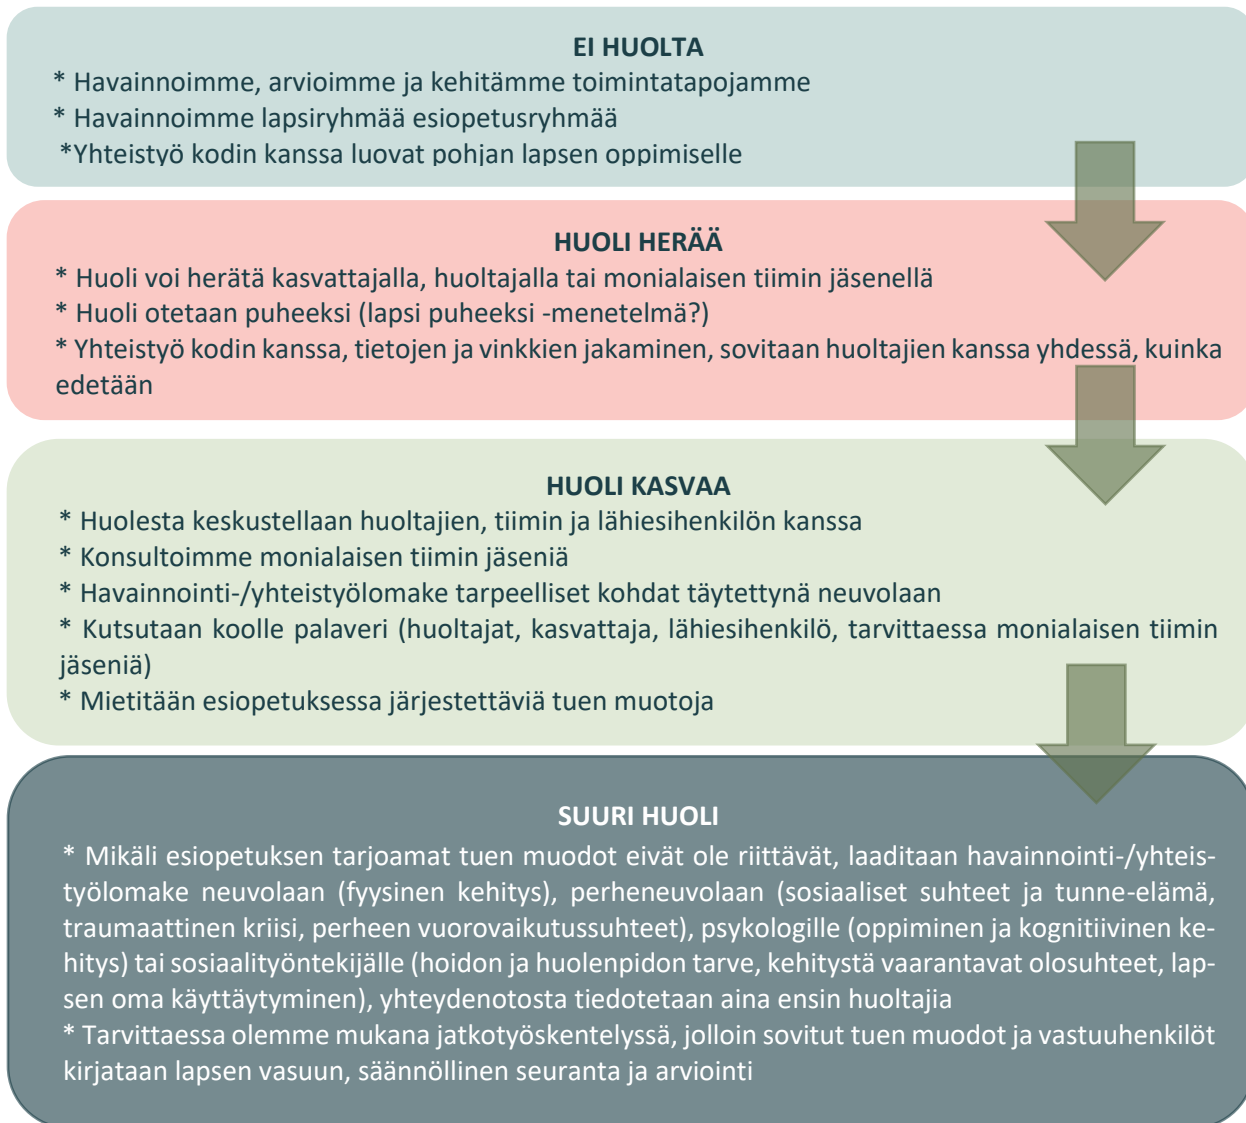 EI HUOLTA
* Havainnoimme, arvioimme ja kehitämme toimintatapojamme
* Havainnoimme lapsiryhmää esiopetusryhmää
*Yhteistyö kodin kanssa luovat pohjan lapsen oppimiselle
HUOLI HERÄÄ
* Huoli voi herätä kasvattajalla, huoltajalla tai monialaisen tiimin jäsenellä
* Huoli otetaan puheeksi (lapsi puheeksi -menetelmä?)
* Yhteistyö kodin kanssa, tietojen ja vinkkien jakaminen, sovitaan huoltajien kanssa yhdessä, kuinka
edetään
HUOLI KASVAA
* Huolesta keskustellaan huoltajien, tiimin ja lähiesihenkilön kanssa
* Konsultoimme monialaisen tiimin jäseniä
* Havainnointi-/yhteistyölomake tarpeelliset kohdat täytettynä neuvolaan
* Kutsutaan koolle palaveri (huoltajat, kasvattaja, lähiesihenkilö, tarvittaessa monialaisen tiimin
jäseniä)
* Mietitään esiopetuksessa järjestettäviä tuen muotoja
SUURI HUOLI
* Mikäli esiopetuksen tarjoamat tuen muodot eivät ole riittävät, laaditaan havainnointi-/yhteis-
työlomake neuvolaan (fyysinen kehitys), perheneuvolaan (sosiaaliset suhteet ja tunne-elämä,
traumaattinen kriisi, perheen vuorovaikutussuhteet), psykologille (oppiminen ja kognitiivinen ke-
hitys) tai sosiaalityöntekijälle (hoidon ja huolenpidon tarve, kehitystä vaarantavat olosuhteet, lap-
sen oma käyttäytyminen), yhteydenotosta tiedotetaan aina ensin huoltajia
* Tarvittaessa olemme mukana jatkotyöskentelyssä, jolloin sovitut tuen muodot ja vastuuhenkilöt
kirjataan lapsen vasuun, säännöllinen seuranta ja arviointi